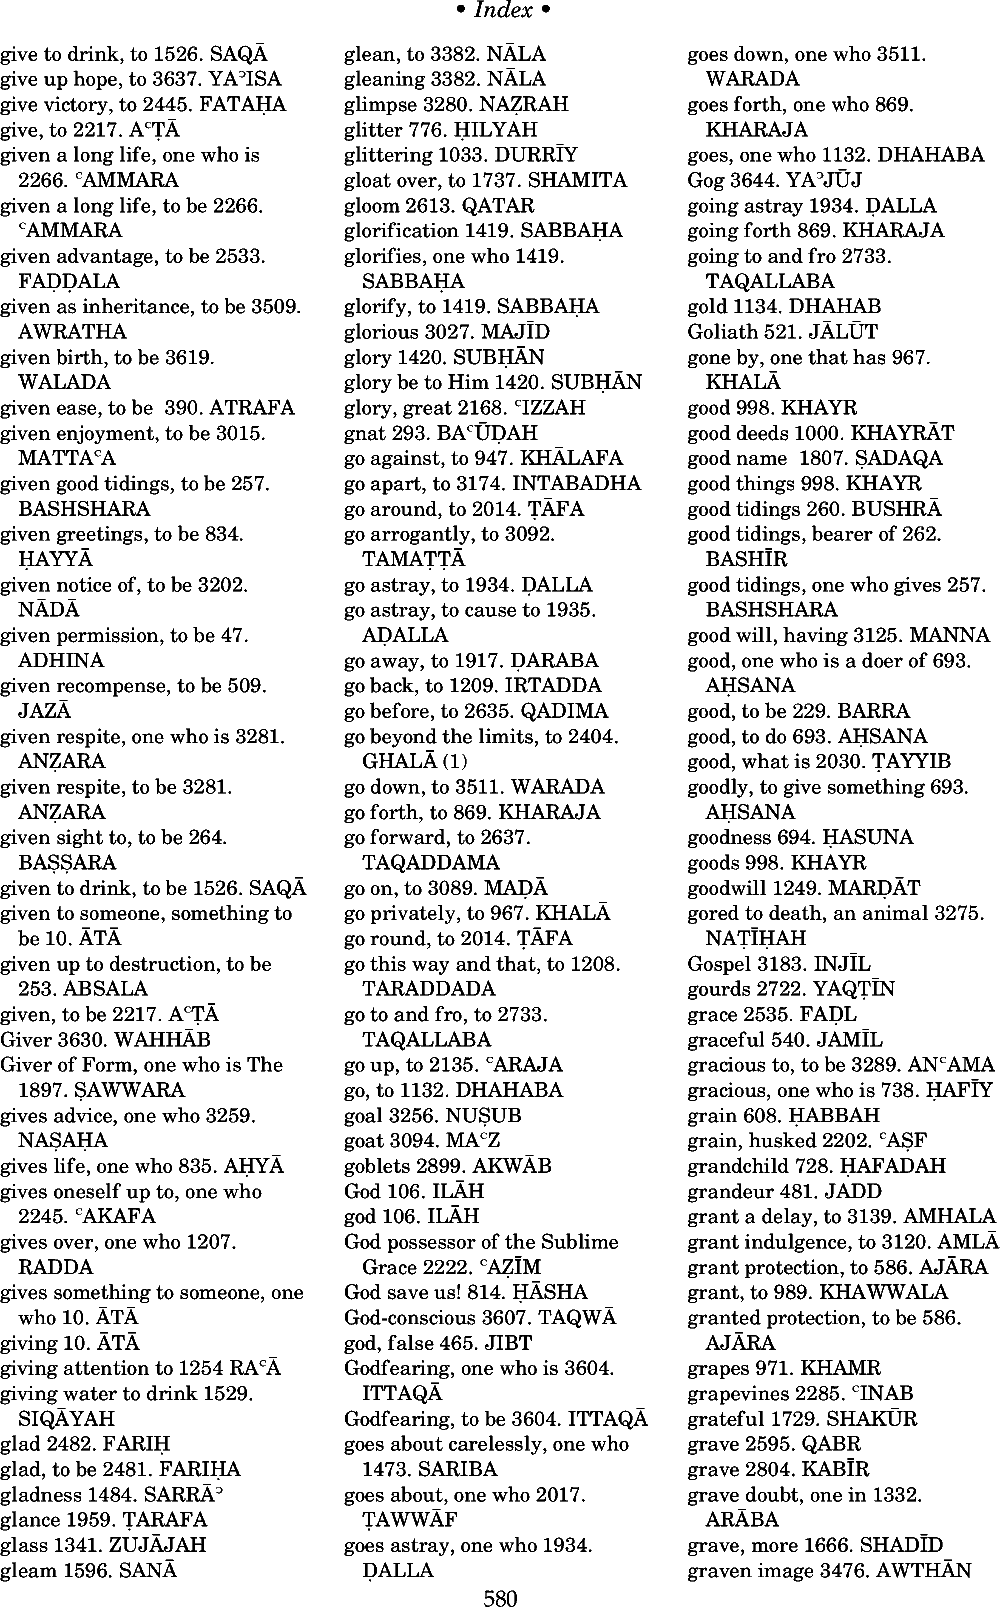 • Index •
give to drink, to 1526. SAQĀ
give up hope, to 3637. YAᵓISA
give victory, to 2445. FATAḤA
give, to 2217. AᶜṬĀ
given a long life, one who is
2266. ᶜAMMARA
given a long life, to be 2266.
ᶜAMMARA
given advantage, to be 2533.
FAḌḌALA
given as inheritance, to be 3509.
AWRATHA
given birth, to be 3619.
WALADA
given ease, to be 390. ATRAFA
given enjoyment, to be 3015.
MATTAᶜA
given good tidings, to be 257.
BASHSHARA
given greetings, to be 834.
ḤAYYĀ
given notice of, to be 3202.
NĀDĀ
given permission, to be 47.
ADHINA
given recompense, to be 509.
JAZĀ
given respite, one who is 3281.
ANẒARA
given respite, to be 3281.
ANẒARA
given sight to, to be 264.
BAṢṢARA
given to drink, to be 1526. SAQĀ
given to someone, something to
be 10. ĀTĀ
given up to destruction, to be
253. ABSALA
given, to be 2217. AᶜṬĀ
Giver 3630. WAHHĀB
Giver of Form, one who is The
1897. ṢAWWARA
gives advice, one who 3259.
NAṢAḤA
gives life, one who 835. AḤYĀ
gives oneself up to, one who
2245. ᶜAKAFA
gives over, one who 1207.
RADDA
gives something to someone, one
who 10. ĀTĀ
giving 10. ĀTĀ
giving attention to 1254 RAᶜĀ
giving water to drink 1529.
SIQĀYAH
glad 2482. FARIḤ
glad, to be 2481. FARIḤA
gladness 1484. SARRĀᵓ
glance 1959. ṬARAFA
glass 1341. ZUJĀJAH
gleam 1596. SANĀ
glean, to 3382. NĀLA
gleaning 3382. NĀLA
glimpse 3280. NAẒRAH
glitter 776. ḤILYAH
glittering 1033. DURRĪY
gloat over, to 1737. SHAMITA
gloom 2613. QATAR
glorification 1419. SABBAḤA
glorifies, one who 1419.
SABBAḤA
glorify, to 1419. SABBAḤA
glorious 3027. MAJĪD
glory 1420. SUBḤĀN
glory be to Him 1420. SUBḤĀN
glory, great 2168. ᶜIZZAH
gnat 293. BAᶜŪḌAH
go against, to 947. KHĀLAFA
go apart, to 3174. INTABADHA
go around, to 2014. ṬĀFA
go arrogantly, to 3092.
TAMAṬṬĀ
go astray, to 1934. ḌALLA
go astray, to cause to 1935.
AḌALLA
go away, to 1917. ḌARABA
go back, to 1209. IRTADDA
go before, to 2635. QADIMA
go beyond the limits, to 2404.
GHALĀ (1)
go down, to 3511. WARADA
go forth, to 869. KHARAJA
go forward, to 2637.
TAQADDAMA
go on, to 3089. MAḌĀ
go privately, to 967. KHALĀ
go round, to 2014. ṬĀFA
go this way and that, to 1208.
TARADDADA
go to and fro, to 2733.
TAQALLABA
go up, to 2135. ᶜARAJA
go, to 1132. DHAHABA
goal 3256. NUṢUB
goat 3094. MAᶜZ
goblets 2899. AKWĀB
God 106. ILĀH
god 106. ILĀH
God possessor of the Sublime
Grace 2222. ᶜAẒĪM
God save us! 814. ḤĀSHA
God-conscious 3607. TAQWĀ
god, false 465. JIBT
Godfearing, one who is 3604.
ITTAQĀ
Godfearing, to be 3604. ITTAQĀ
goes about carelessly, one who
1473. SARIBA
goes about, one who 2017.
ṬAWWĀF
goes astray, one who 1934.
ḌALLA
goes down, one who 3511.
WARADA
goes forth, one who 869.
KHARAJA
goes, one who 1132. DHAHABA
Gog 3644. YAᵓJŪJ
going astray 1934. ḌALLA
going forth 869. KHARAJA
going to and fro 2733.
TAQALLABA
gold 1134. DHAHAB
Goliath 521. JĀLŪT
gone by, one that has 967.
KHALĀ
good 998. KHAYR
good deeds 1000. KHAYRĀT
good name 1807. ṢADAQA
good things 998. KHAYR
good tidings 260. BUSHRĀ
good tidings, bearer of 262.
BASHĪR
good tidings, one who gives 257.
BASHSHARA
good will, having 3125. MANNA
good, one who is a doer of 693.
AḤSANA
good, to be 229. BARRA
good, to do 693. AḤSANA
good, what is 2030. ṬAYYIB
goodly, to give something 693.
AḤSANA
goodness 694. ḤASUNA
goods 998. KHAYR
goodwill 1249. MARḌĀT
gored to death, an animal 3275.
NAṬĪḤAH
Gospel 3183. INJĪL
gourds 2722. YAQṬĪN
grace 2535. FAḌL
graceful 540. JAMĪL
gracious to, to be 3289. ANᶜAMA
gracious, one who is 738. ḤAFĪY
grain 608. ḤABBAH
grain, husked 2202. ᶜAṢF
grandchild 728. ḤAFADAH
grandeur 481. JADD
grant a delay, to 3139. AMHALA
grant indulgence, to 3120. AMLĀ
grant protection, to 586. AJĀRA
grant, to 989. KHAWWALA
granted protection, to be 586.
AJĀRA
grapes 971. KHAMR
grapevines 2285. ᶜINAB
grateful 1729. SHAKŪR
grave 2595. QABR
grave 2804. KABĪR
grave doubt, one in 1332.
ARĀBA
grave, more 1666. SHADĪD
graven image 3476. AWTHĀN
580